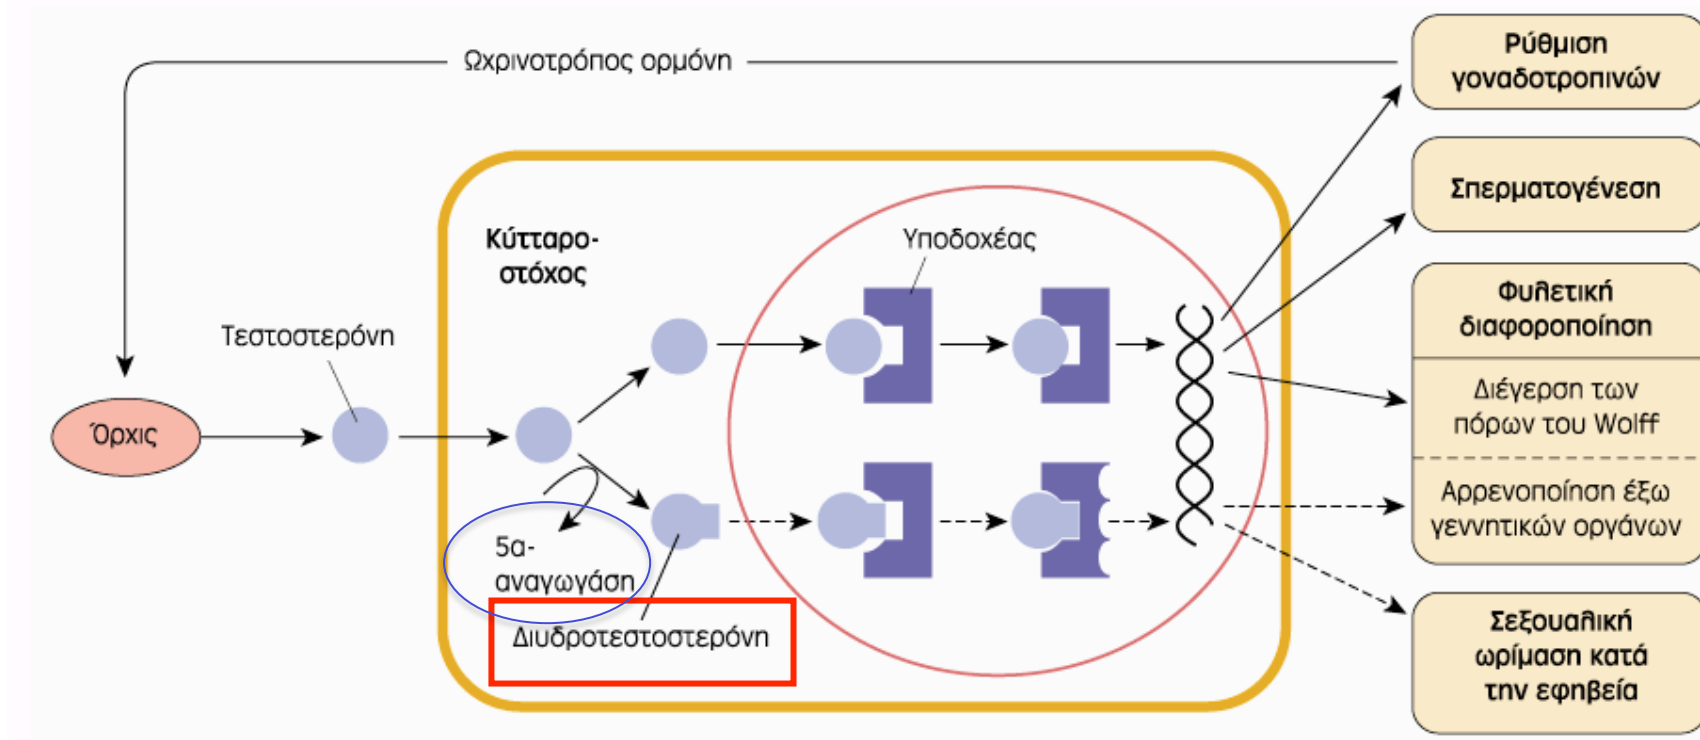 Ωχρινοτρόπος ορμόνη
Ρύθμιση
γοναδοτροπινών
Σπερματογένεση
Κύτταρο-
στόχος
Υποδοχέας
Φυλετική
διαφοροποίηση
Τεστοστερόνη
Διέγερση των
πόρων του Wolff
Όρχις
Αρρενοποίηση έξω
γεννητικών οργάνων
5α-
αναγωγάση
Διυδροτεστοστερόνη
Σεξουαλική
ωρίμαση κατά
την εφηβεία